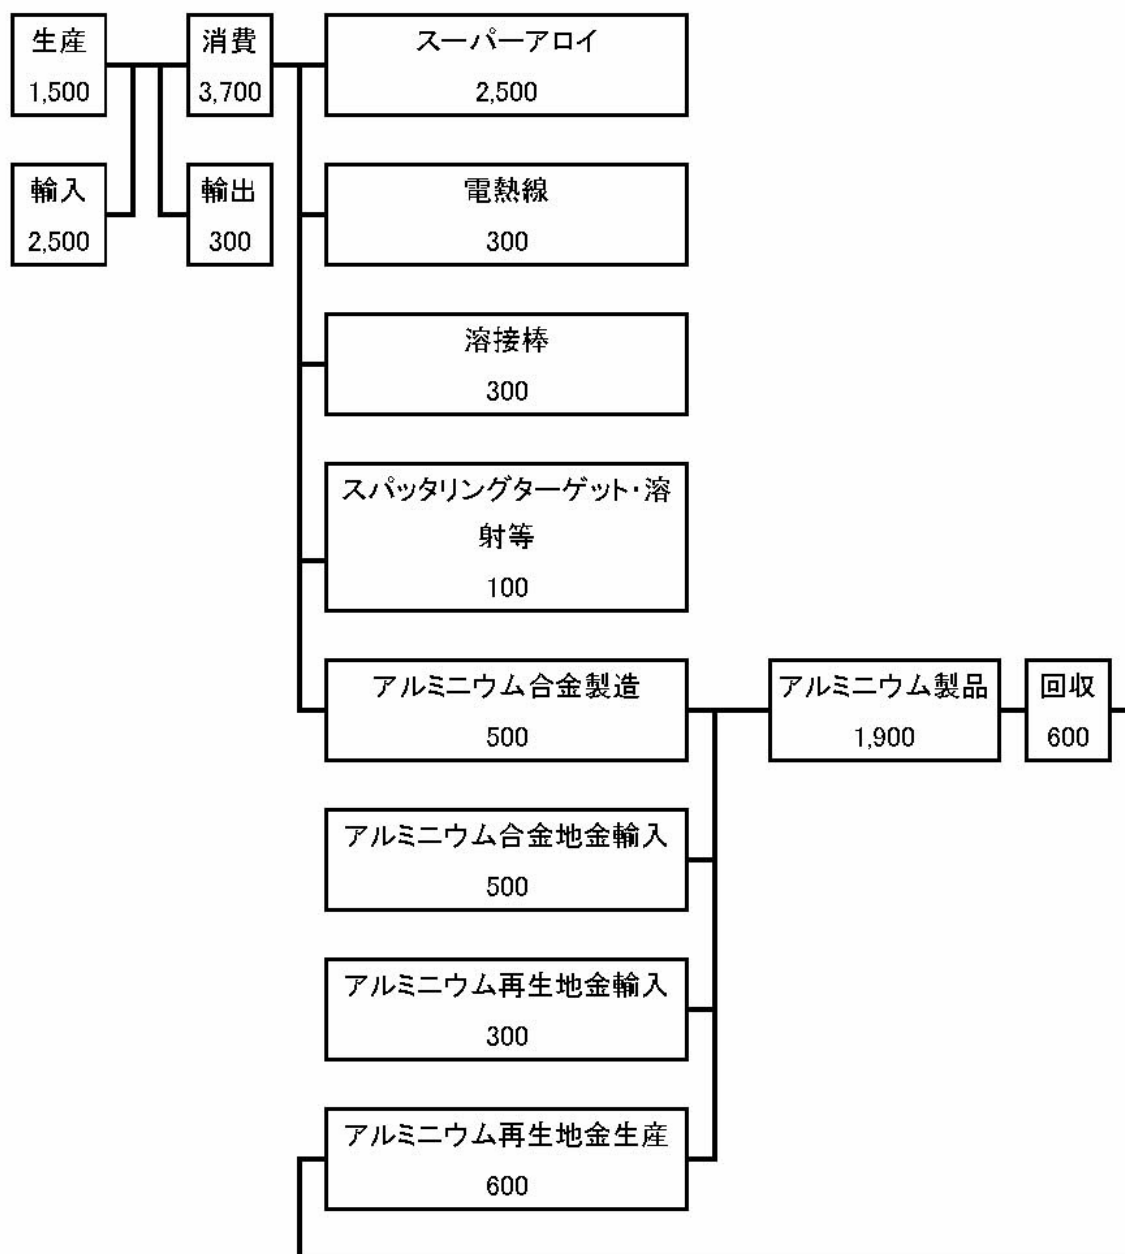 生産
1,500
消費
3,700
スーパーアロイ
2,500
輸入
2,500
輸出
300
電熱線
300
溶接棒
300
スパッタリングターゲット・溶
射等
100
アルミニウム合金製造
500
アルミニウム製品
1,900
回収
600
アルミニウム合金地金輸入
500
アルミニウム再生地金輸入
300
アルミニウム再生地金生産
600